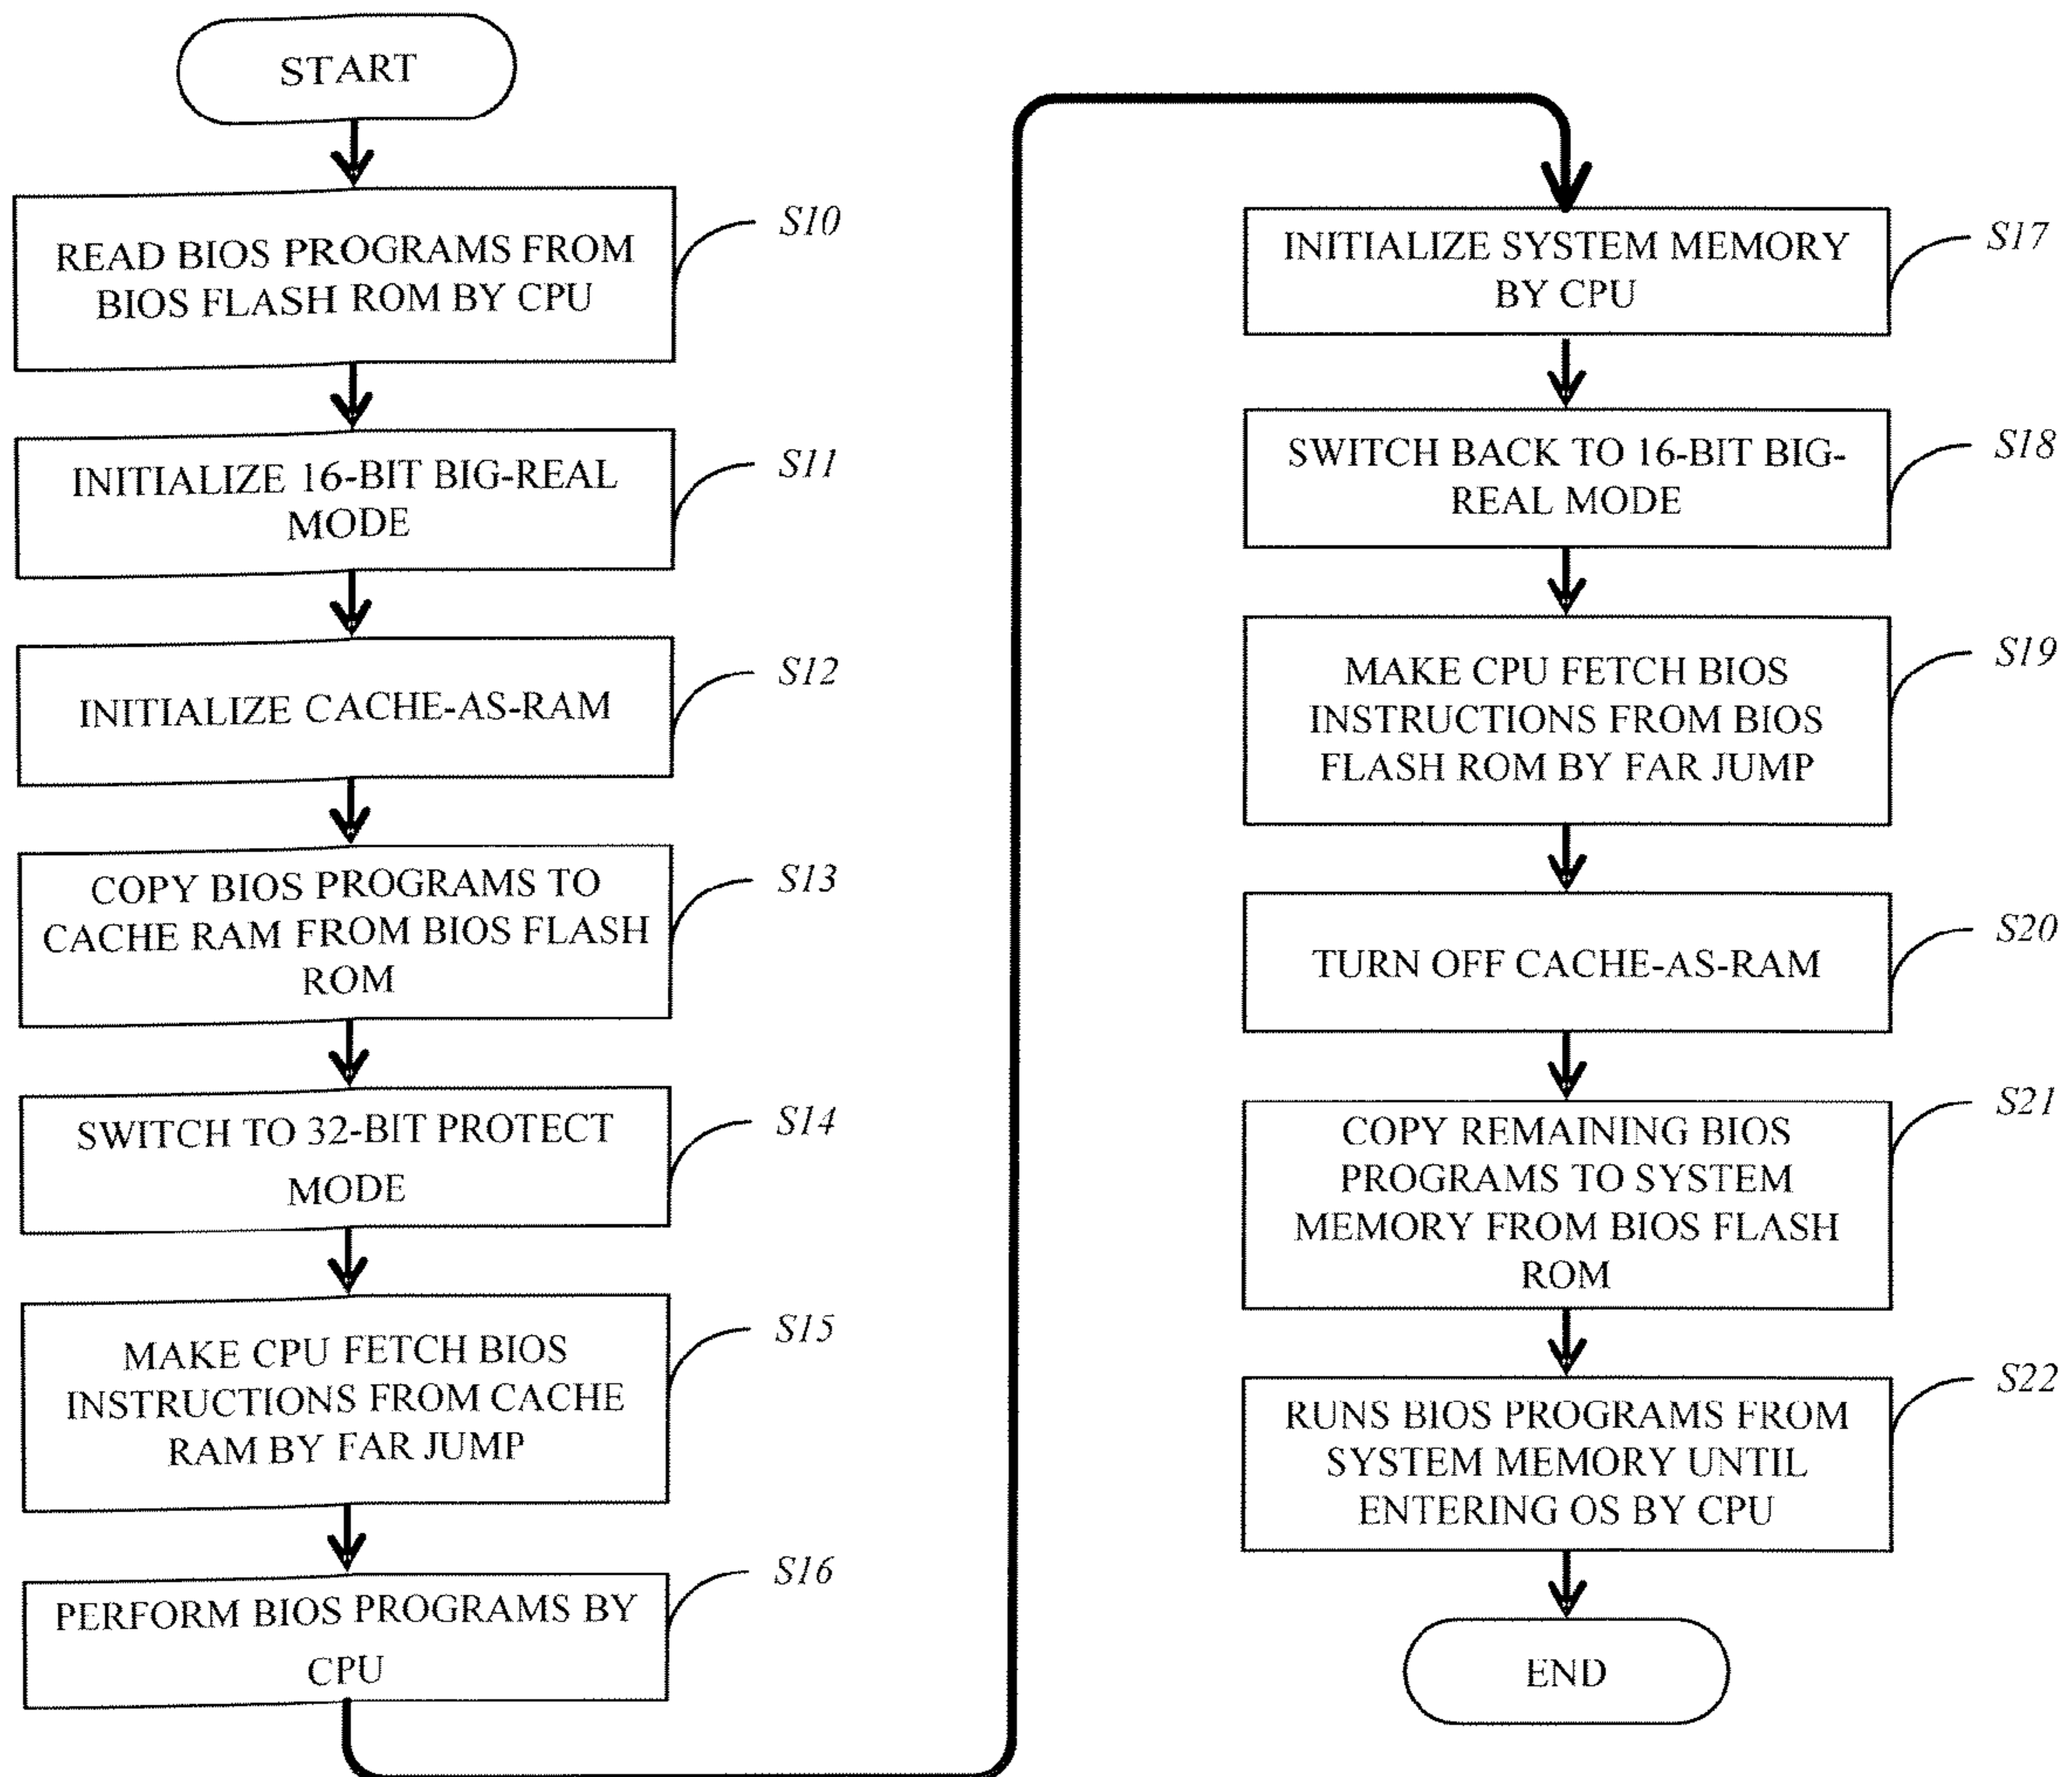 START
READ BIOS PROGRAMS FROM
BIOS FLASH ROM BY CPU
S10
INITIALIZE 16-BIT BIG-REAL
MODE
S11
INITIALIZE CACHE-AS-RAM
S12
COPY BIOS PROGRAMS TO
CACHE RAM FROM BIOS FLASH
ROM
S13
SWITCH TO 32-BIT PROTECT
MODE
S14
MAKE CPU FETCH BIOS
INSTRUCTIONS FROM CACHE
RAM BY FAR JUMP
S15
PERFORM BIOS PROGRAMS BY
CPU
S16
INITIALIZE SYSTEM MEMORY
BY CPU
S17
SWITCH BACK TO 16-BIT BIG-
REAL MODE
S18
MAKE CPU FETCH BIOS
INSTRUCTIONS FROM BIOS
FLASH ROM BY FAR JUMP
S19
TURN OFF CACHE-AS-RAM
S20
COPY REMAINING BIOS
PROGRAMS TO SYSTEM
MEMORY FROM BIOS FLASH
ROM
S21
RUNS BIOS PROGRAMS FROM
SYSTEM MEMORY UNTIL
ENTERING OS BY CPU
S22
END